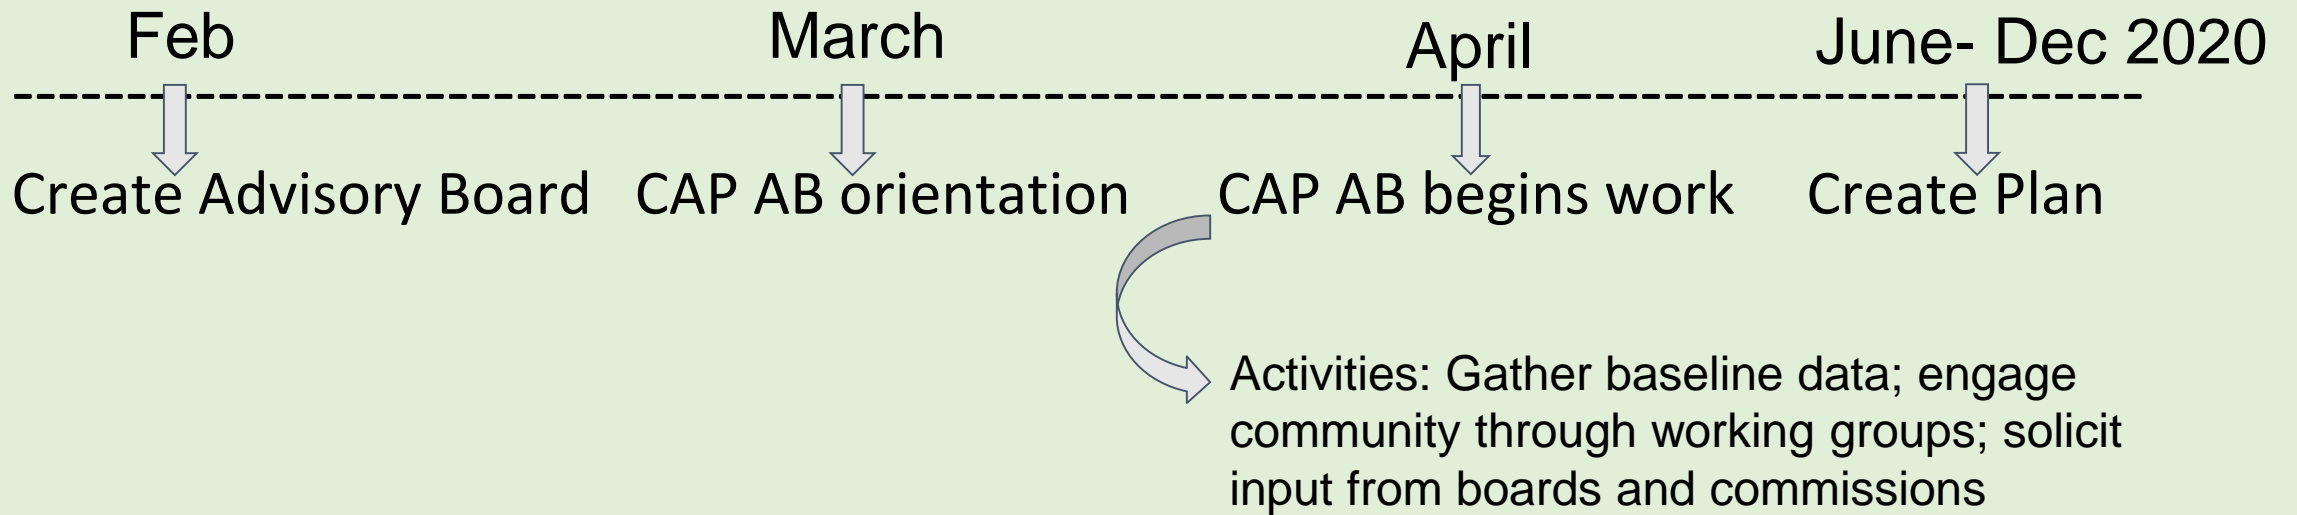 Feb March April June- Dec 2020
Create Advisory Board CAP AB orientation CAP AB begins work Create Plan
Activities: Gather baseline data; engage
community through working groups; solicit
input from boards and commissions